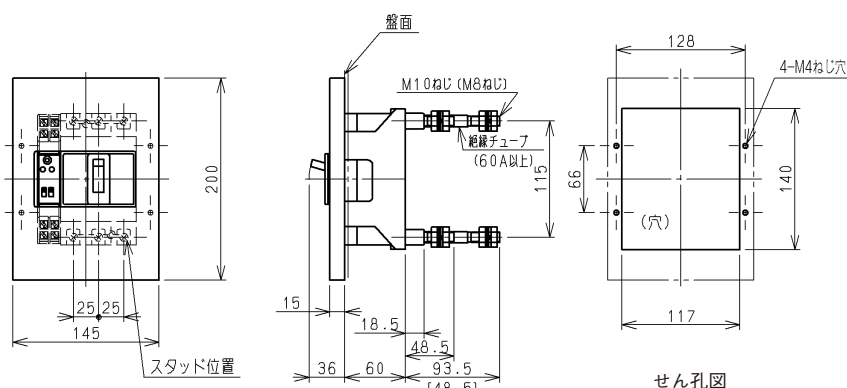 盤面
M10ねじ(M8ねじ)
絶縁チューブ
(60A以上)
200
25 25
145
スタッド位置
115
15
18.5
48.5
36 60 93.5
[48.5]
128
4-M4ねじ穴
66
140
(穴)
117
せん孔図